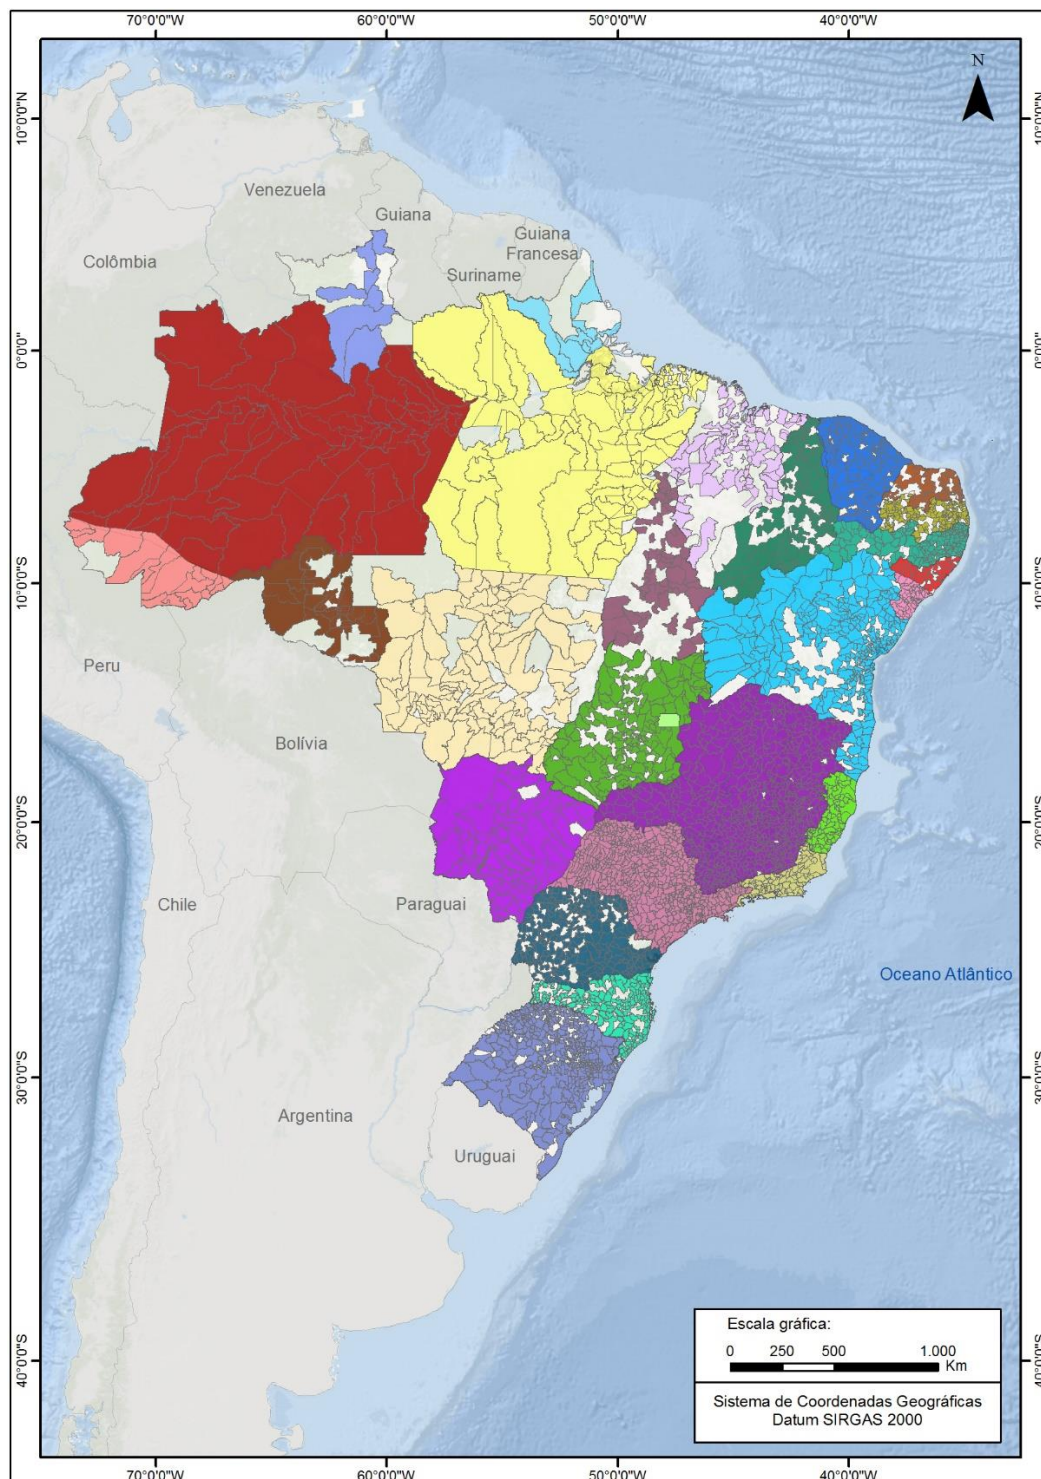 70°0'0"W
60°0'0"W
50°0'0"W
40°0'0"W
N
10°0'0"N
10°0'0"N
Venezuela
Guiana
Guiana
Francesa
Colômbia
Suriname
0°0'0"
0°0'0"
10°0'0"S
10°0'0"S
Peru
Bolívia
20°0'0"S
20°0'0"S
Chile
Paraguai
Oceano Atlântico
30°0'0"S
30°0'0"S
Argentina
Uruguai
Escala gráfica:
0 250 500 1.000
Km
40°0'0"S
40°0'0"S
Sistema de Coordenadas Geográficas
Datum SIRGAS 2000
70°0'0"W
60°0'0"W
50°0'0"W
40°0'0"W